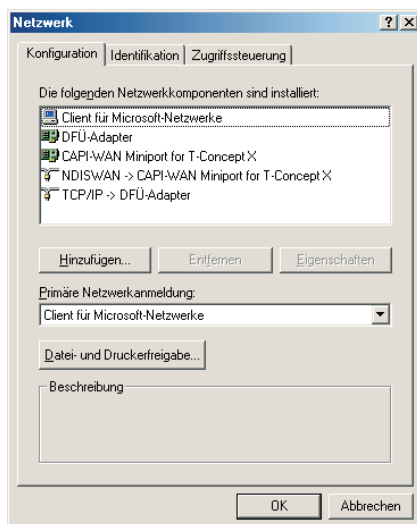 Netzwerk
Konfiguration Identifikation Zugriffssteuerung
Die folgenden Netzwerkkomponenten sind installiert:
Client für Microsoft-Netzwerke
DFÜ-Adapter
CAPI-WAN Miniport for T-Concept X
NDISWAN -> CAPI-WAN Miniport for T-Concept X
TCP/IP -> DFÜ-Adapter
Hinzufügen... Entfernen Eigenschaften
Primäre Netzwerkanmeldung:
Client für Microsoft-Netzwerke
Datei- und Druckerfreigabe...
Beschreibung
OK Abbrechen